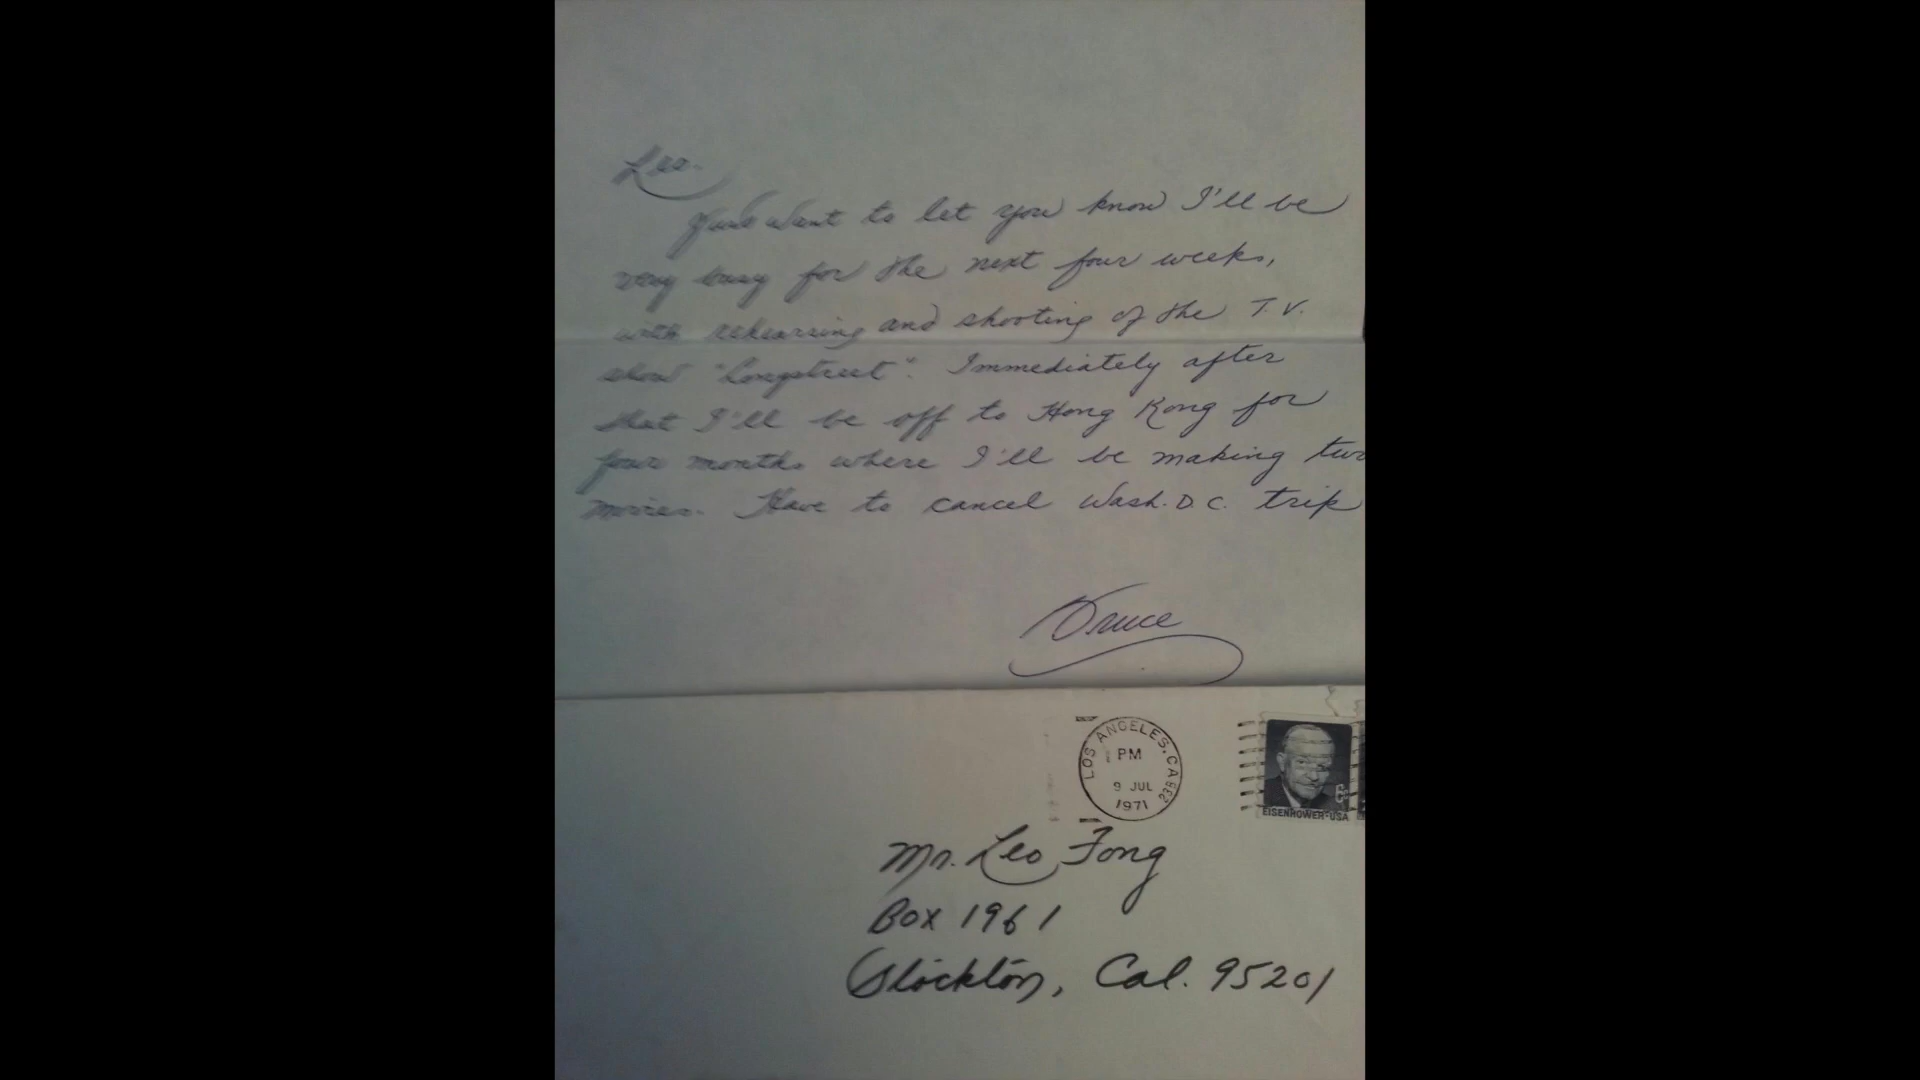 Leo-
Just want to let you know I'll be
very busy for the next four weeks,
with rehearsing and shooting of the T.V.
show "Longstreet". Immediately after
that I'll be off to Hong Kong for
four months where I'll be making two
movies. Have to cancel Wash. D.C. trip
Bruce
LOS ANGELES, CA
PM
9 JUL
1971
EISENHOWER·USA
Mr. Leo Fong
Box 1961
Stockton, Cal. 95201